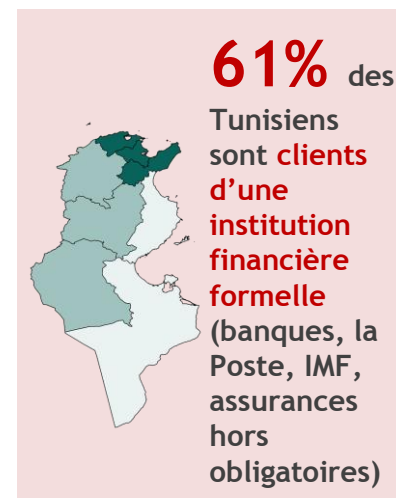 61% des
Tunisiens
sont clients
d’une
institution
financière
formelle
(banques, la
Poste, IMF,
assurances
hors
obligatoires)